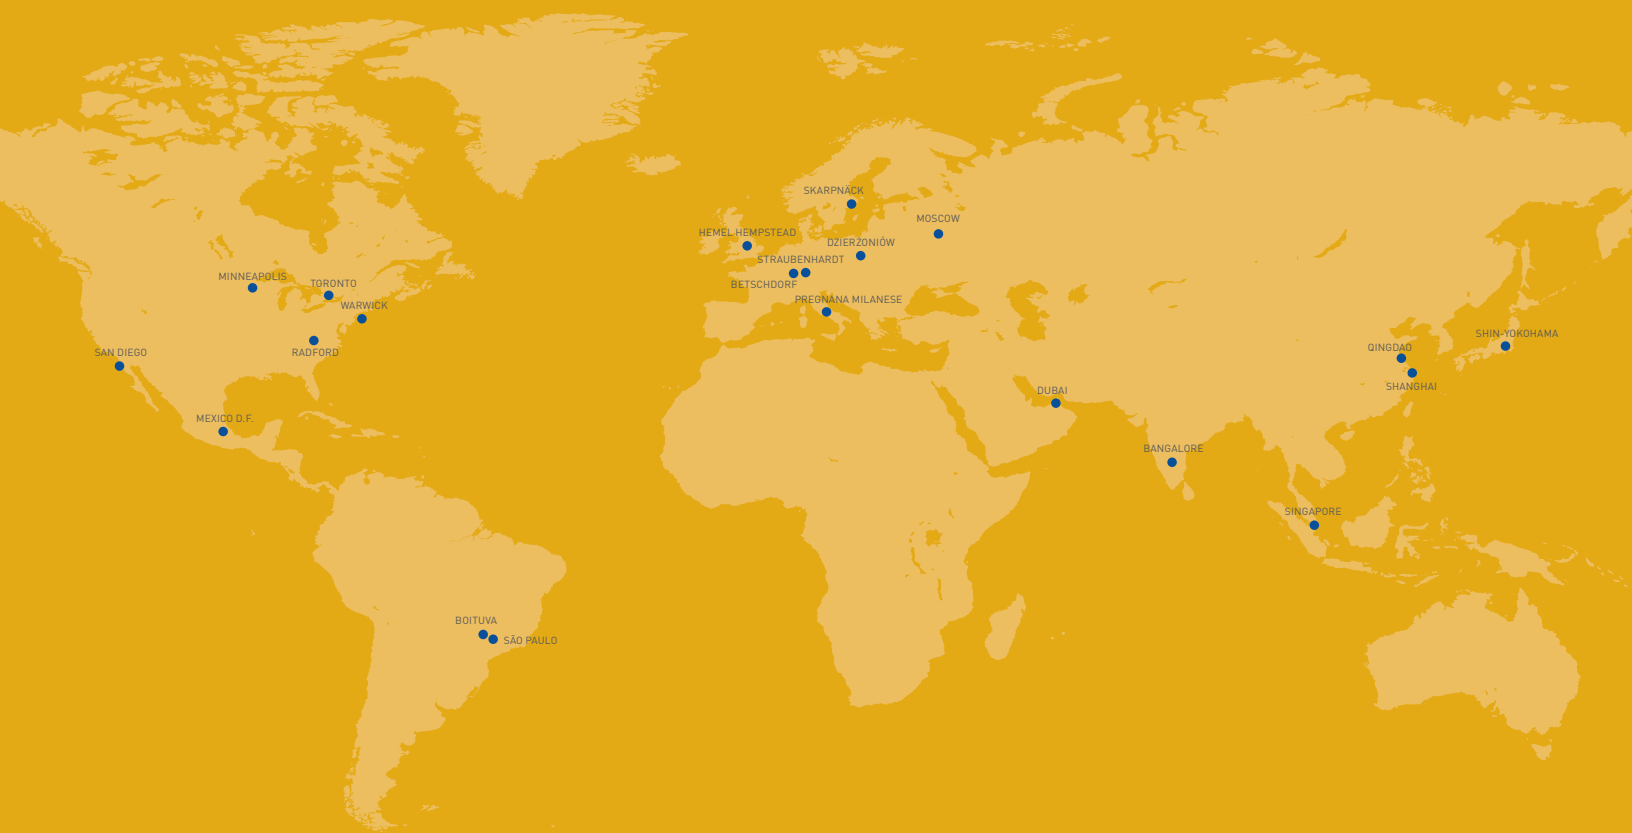 SKARPNÄCK
MOSCOW
HEMEL HEMPSTEAD
DZIERZONIÓW
STRAUBENHARDT
MINNEAPOLIS
TORONTO
BETSCHDORF
PREGNANA MILANESE
WARWICK
SHIN-YOKOHAMA
QINGDAO
SAN DIEGO
RADFORD
SHANGHAI
DUBAI
MEXICO D.F.
BANGALORE
SINGAPORE
BOITUVA
SÃO PAULO